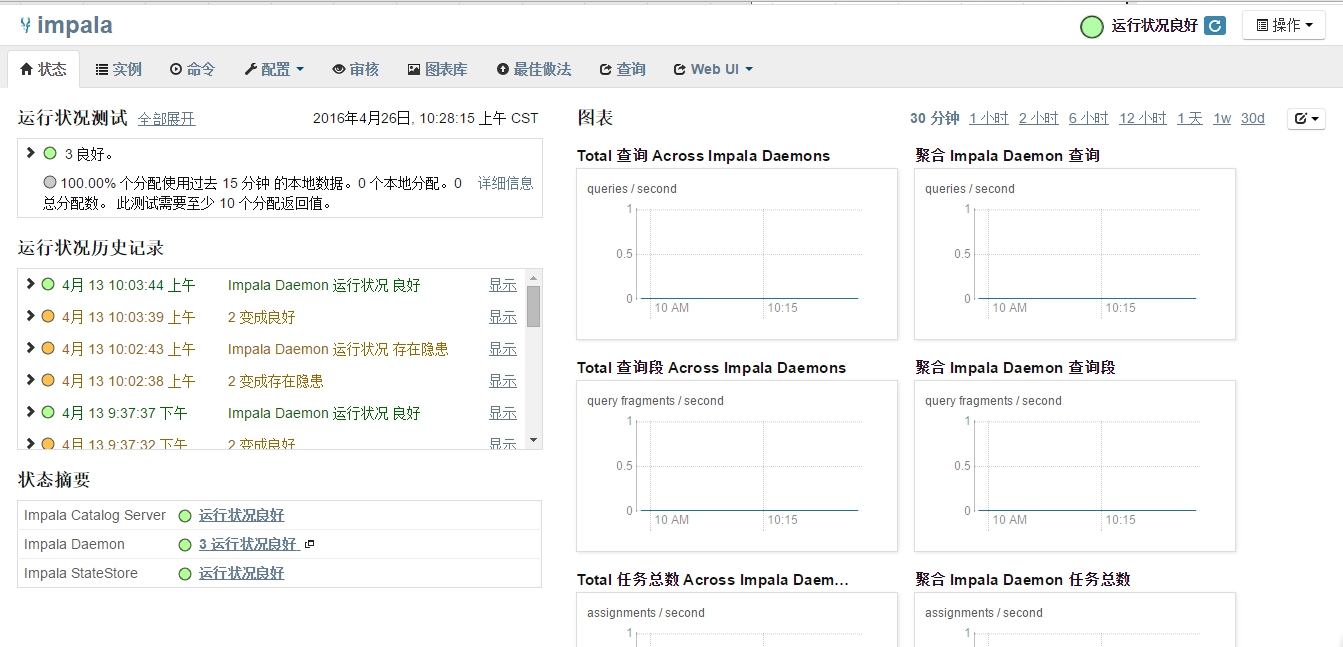 impala
运行状况良好 操作
状态 实例 命令 配置 审核 图表库 最佳做法 查询 Web UI
运行状况测试 全部展开 2016年4月26日, 10:28:15 上午 CST
3 良好。
100.00% 个分配使用过去 15 分钟 的本地数据。0 个本地分配。0 详细信息
总分配数。 此测试需要至少 10 个分配返回值。
运行状况历史记录
4月 13 10:03:44 上午 Impala Daemon 运行状况 良好 显示
4月 13 10:03:39 上午 2 变成良好 显示
4月 13 10:02:43 上午 Impala Daemon 运行状况 存在隐患 显示
4月 13 10:02:38 上午 2 变成存在隐患 显示
4月 13 9:37:37 下午 Impala Daemon 运行状况 良好 显示
4月 13 9:37:32 下午 2 变成良好 显示
状态摘要
Impala Catalog Server 运行状况良好
Impala Daemon 3 运行状况良好
Impala StateStore 运行状况良好
图表 30 分钟 1 小时 2 小时 6 小时 12 小时 1 天 1w 30d
Total 查询 Across Impala Daemons
queries / second
1
0.5
0
10 AM 10:15
聚合 Impala Daemon 查询
queries / second
1
0.5
0
10 AM 10:15
Total 查询段 Across Impala Daemons
query fragments / second
1
0.5
0
10 AM 10:15
聚合 Impala Daemon 查询段
query fragments / second
1
0.5
0
10 AM 10:15
Total 任务总数 Across Impala Daem…
assignments / second
1
聚合 Impala Daemon 任务总数
assignments / second
1